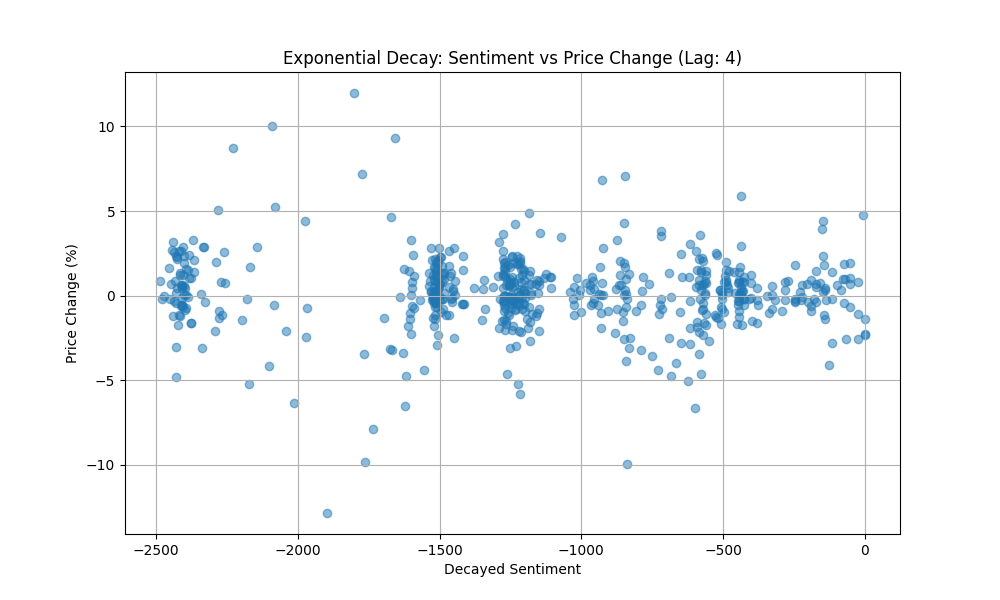 Exponential Decay: Sentiment vs Price Change (Lag: 4)
Price Change (%)
10
5
0
−5
−10
−2500 −2000 −1500 −1000 −500 0
Decayed Sentiment